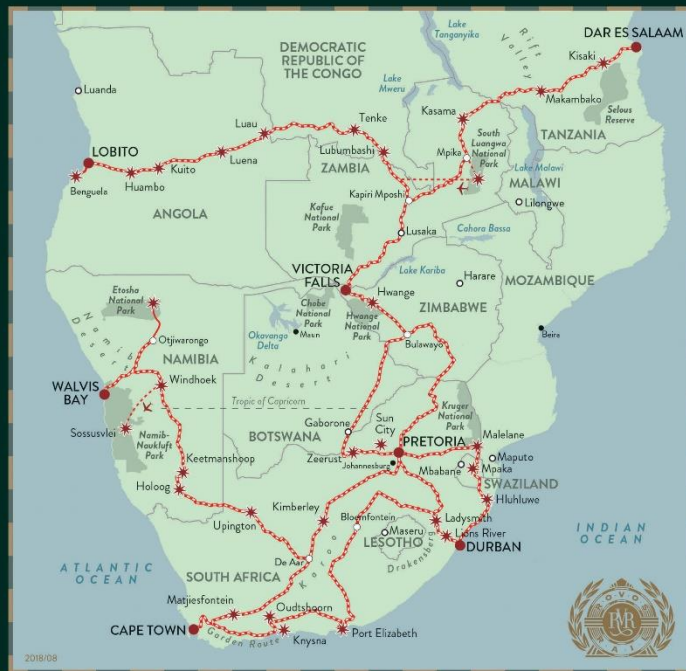 DAR ES SALAAM
Lake
Tanganyika
Rift
Valley
DEMOCRATIC
REPUBLIC OF
THE CONGO
Kisaki
Lake
Mweru
Luanda
Makambako
Kasama
Selous
Reserve
Tenke
Luau
TANZANIA
South
Luangwa
National
Park
LOBITO
Luena
Lubumbashi
Mpika
Kuito
ZAMBIA
Lake Malawi
Benguela
Huambo
MALAWI
Kapiri Mposhi
Lilongwe
ANGOLA
Kafue
National
Park
Lusaka
Cahora Bassa
VICTORIA
FALLS
Lake Kariba
Harare
MOZAMBIQUE
Etosha
National
Park
Chobe
National
Park
Hwange
ZIMBABWE
Hwange
National
Park
Okavango
Delta
Maun
Beira
Namib
Desert
Otjiwarongo
Bulawayo
NAMIBIA
Kalahari
Desert
WALVIS
BAY
Windhoek
Tropic of Capricorn
Kruger
National
Park
Gaborone
Sun
City
Sossusvlei
Namib-
Naukluft
Park
BOTSWANA
PRETORIA
Malelane
Keetmanshoop
Zeerust
Johannesburg
Mbabane
Maputo
Mpaka
SWAZILAND
Holoog
Hluhluwe
Kimberley
Bloemfontein
Ladysmith
Upington
Maseru
Lions River
LESOTHO
DURBAN
INDIAN
OCEAN
De Aar
Karoo
Drakensberg
ATLANTIC
OCEAN
SOUTH AFRICA
Matjiesfontein
Oudtshoorn
CAPE TOWN
Garden Route
Knysna
Port Elizabeth
ROVOS
RVR
RAIL
2018/08